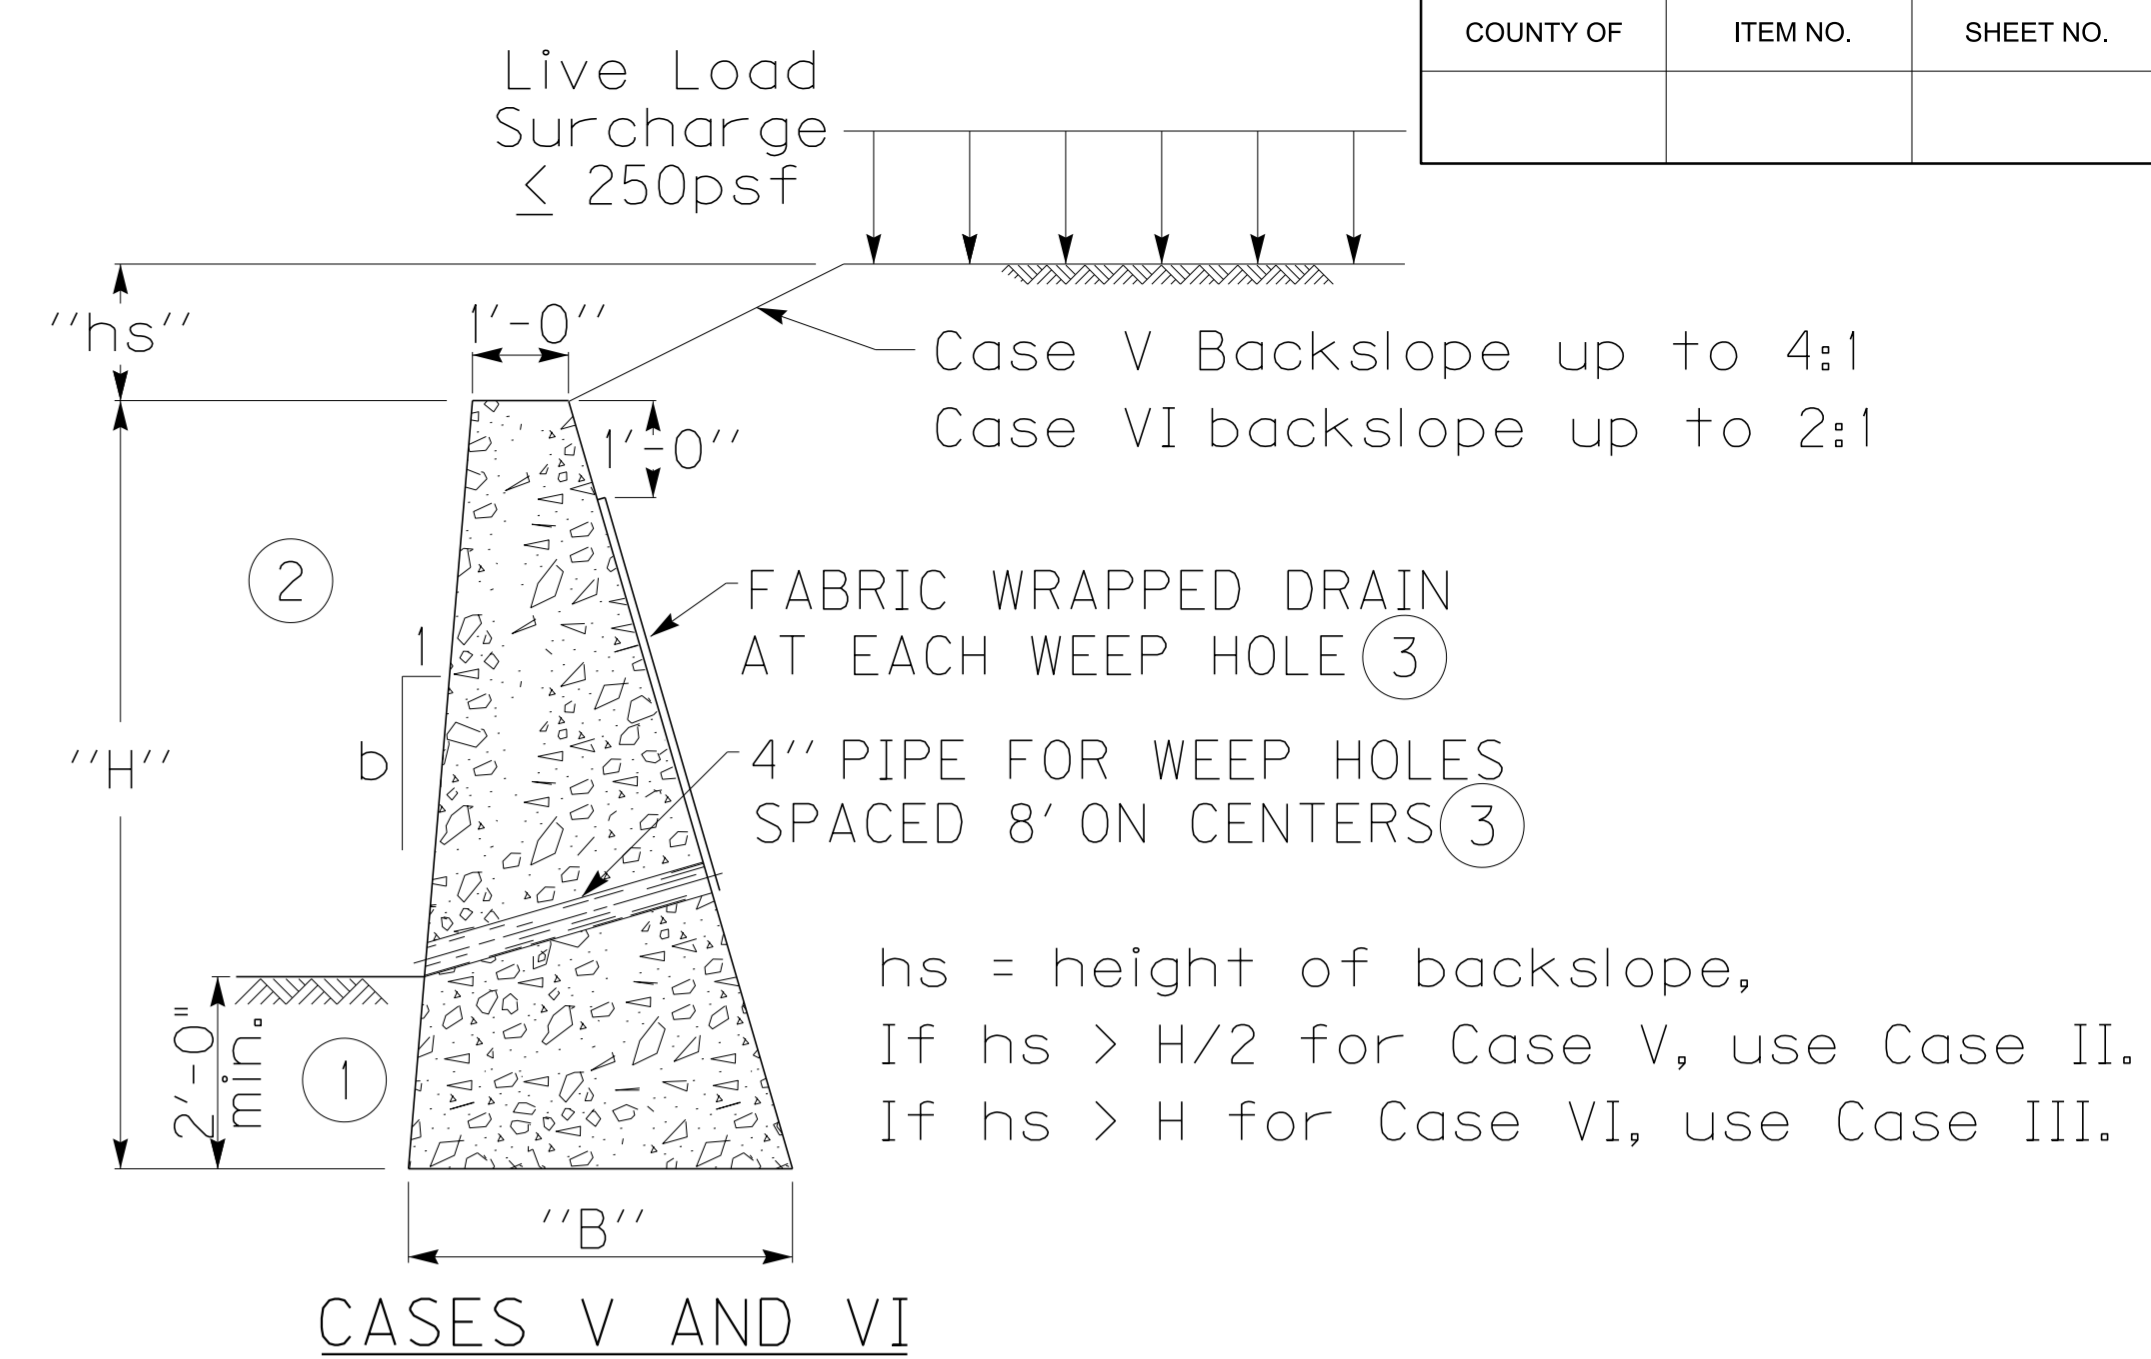 COUNTY OF
ITEM NO.
SHEET NO.
Live Load
Surcharge
≤ 250psf
''hs''
1'-0''
Case V Backslope up to 4:1
Case VI backslope up to 2:1
1'-0''
2
FABRIC WRAPPED DRAIN
AT EACH WEEP HOLE 3
1
b
''H''
4'' PIPE FOR WEEP HOLES
SPACED 8' ON CENTERS 3
hs = height of backslope,
If hs > H/2 for Case V, use Case II.
If hs > H for Case VI, use Case III.
2'-0"
min.
1
''B''
CASES V AND VI